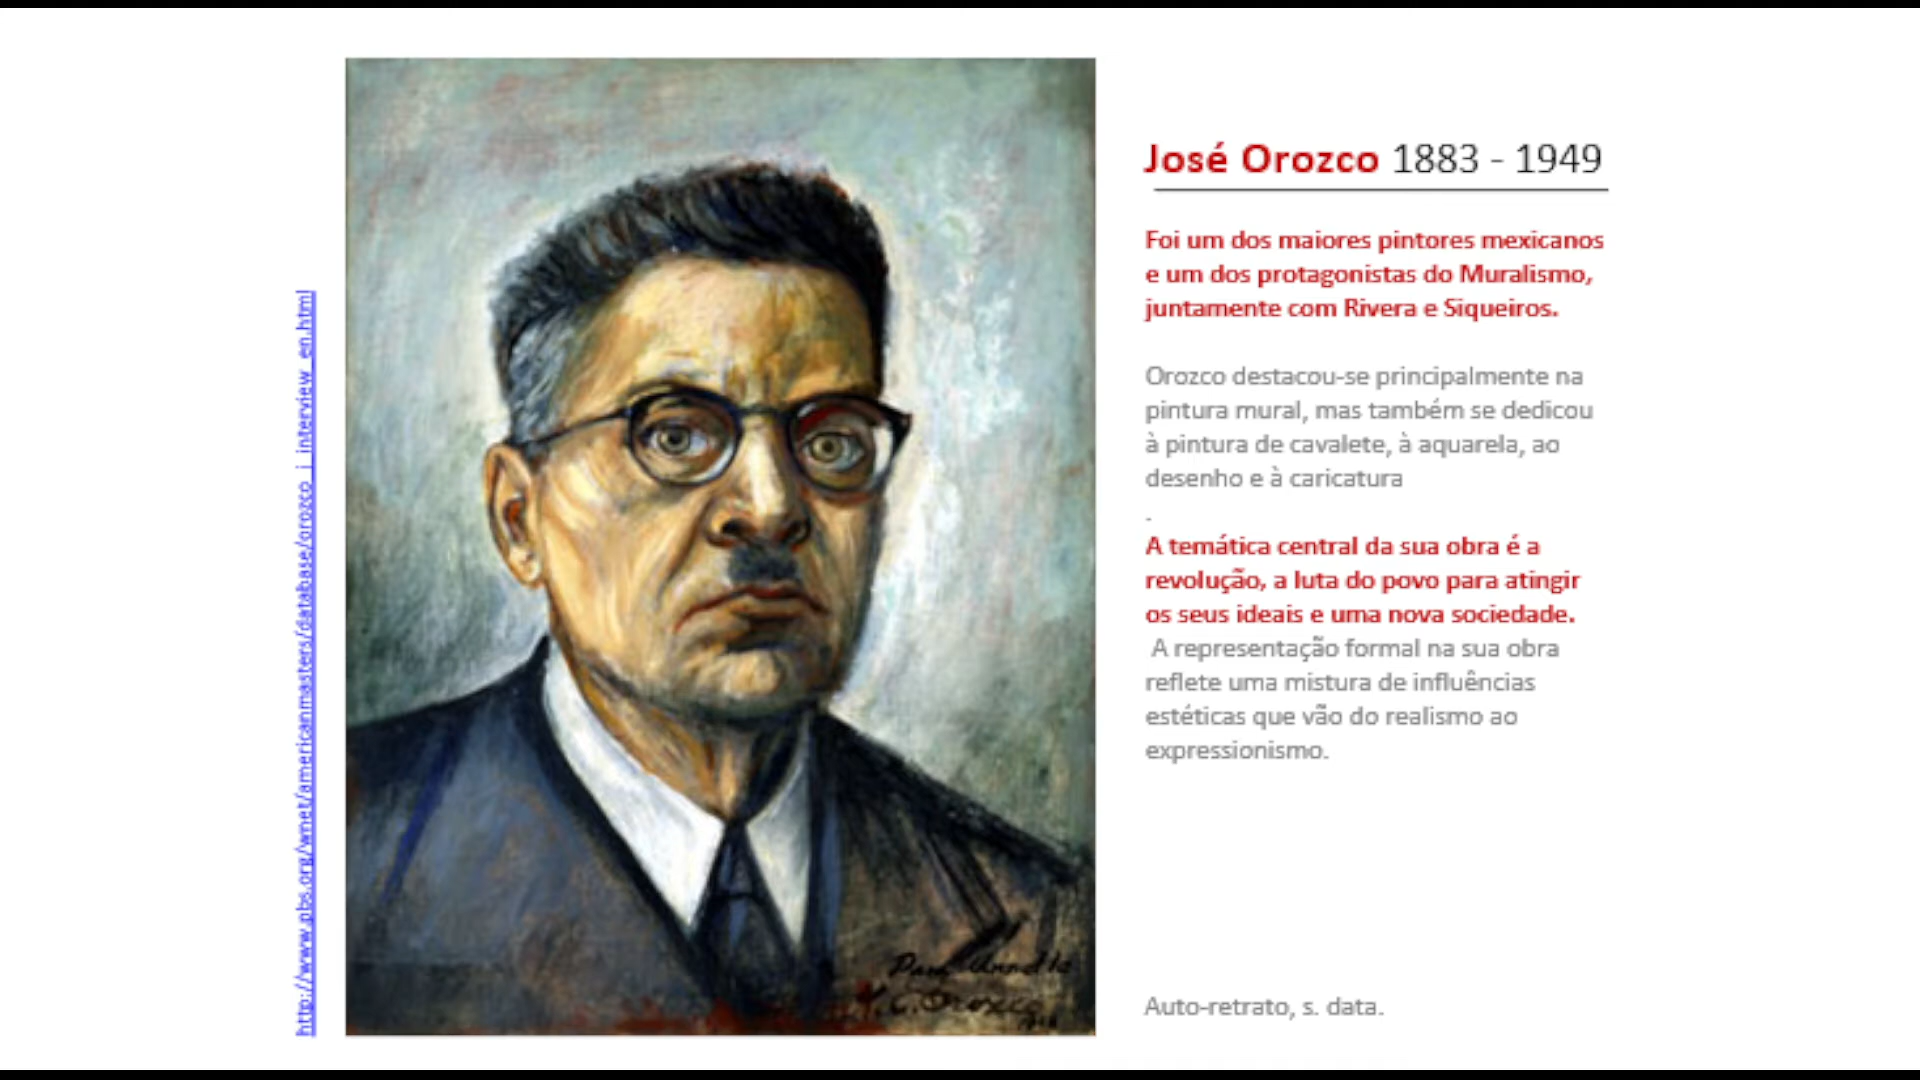 http://www.pbs.org/wnet/americanmasters/database/orozco_j_interview_en.html
José Orozco 1883 - 1949
Foi um dos maiores pintores mexicanos
e um dos protagonistas do Muralismo,
juntamente com Rivera e Siqueiros.
Orozco destacou-se principalmente na
pintura mural, mas também se dedicou
à pintura de cavalete, à aquarela, ao
desenho e à caricatura
.
A temática central da sua obra é a
revolução, a luta do povo para atingir
os seus ideais e uma nova sociedade.
A representação formal na sua obra
reflete uma mistura de influências
estéticas que vão do realismo ao
expressionismo.
Para
J. C. Orozco
Auto-retrato, s. data.